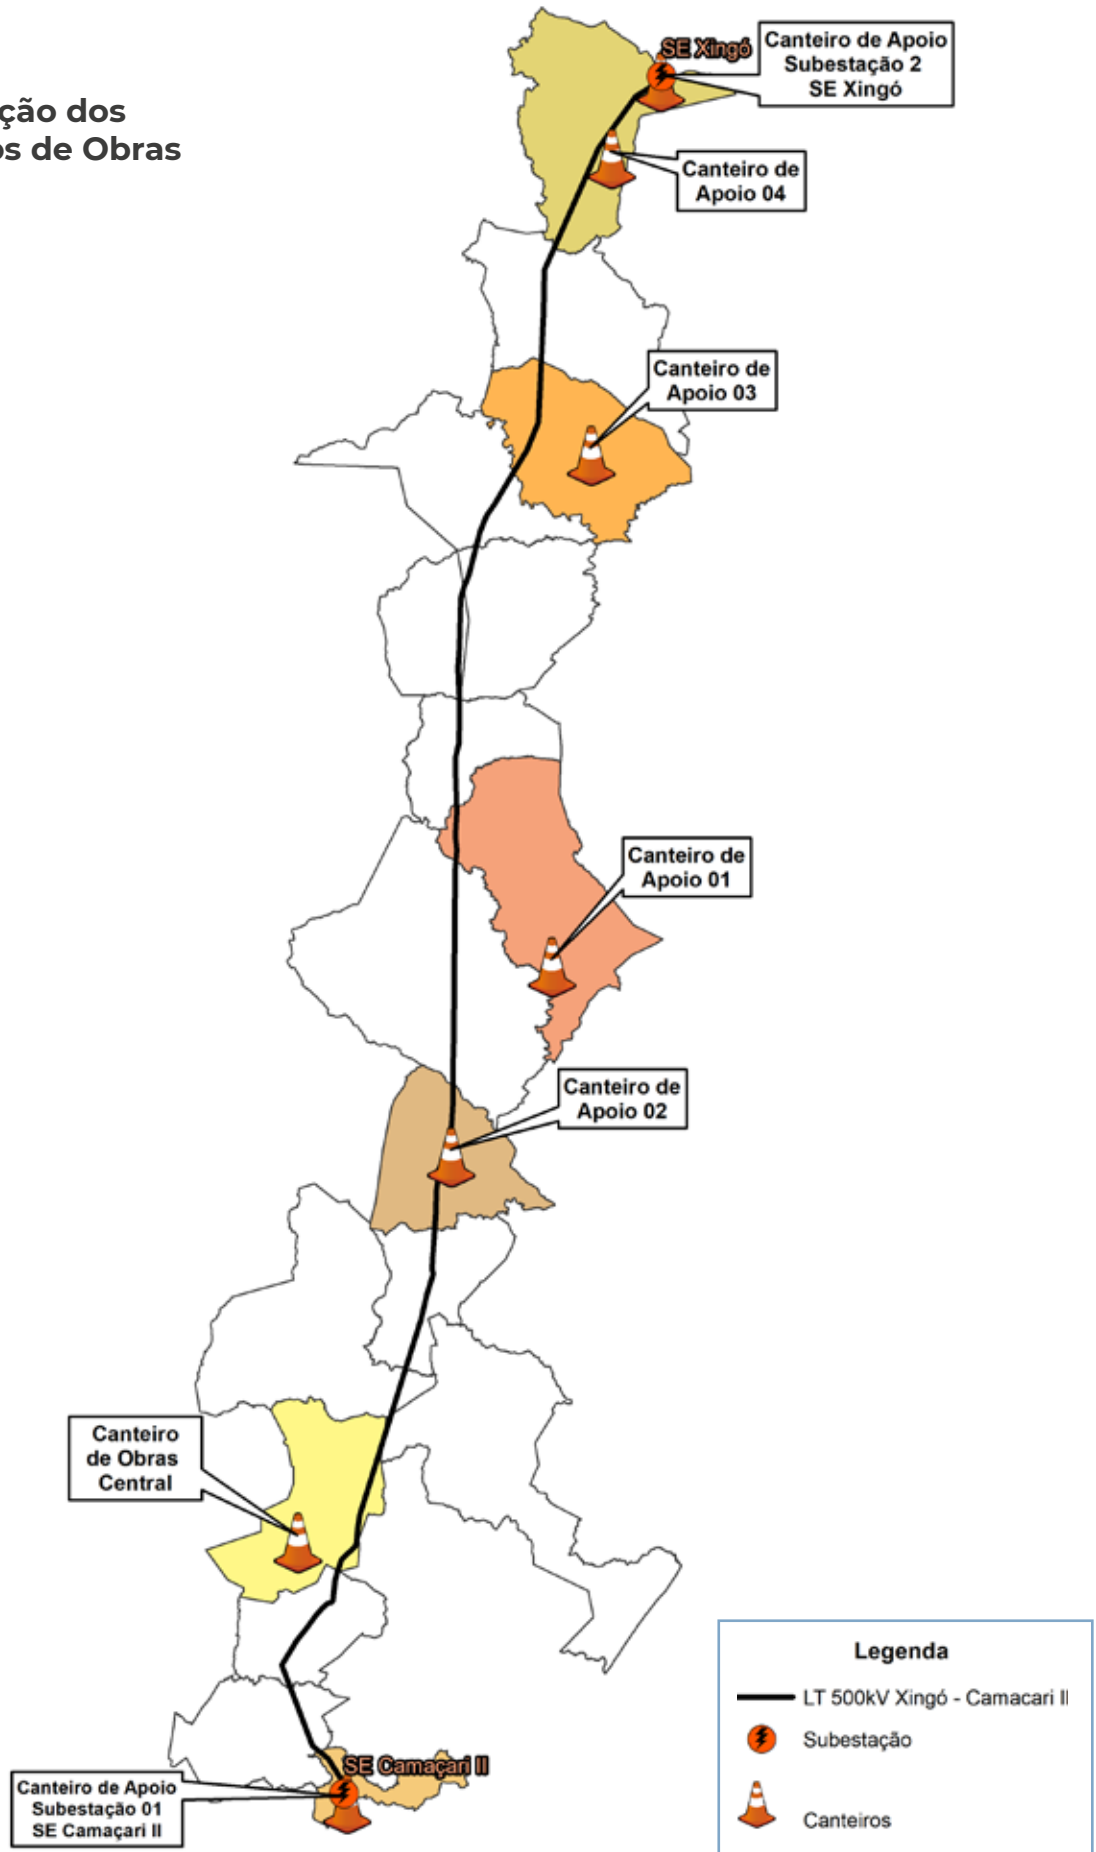 ção dos
os de Obras
SE Xingó
Canteiro de Apoio
Subestação 2
SE Xingó
Canteiro de
Apoio 04
Canteiro de
Apoio 03
Canteiro de
Apoio 01
Canteiro de
Apoio 02
Canteiro
de Obras
Central
SE Camaçari II
Canteiro de Apoio
Subestação 01
SE Camaçari II
Legenda
LT 500kV Xingó - Camacari II
Subestação
Canteiros